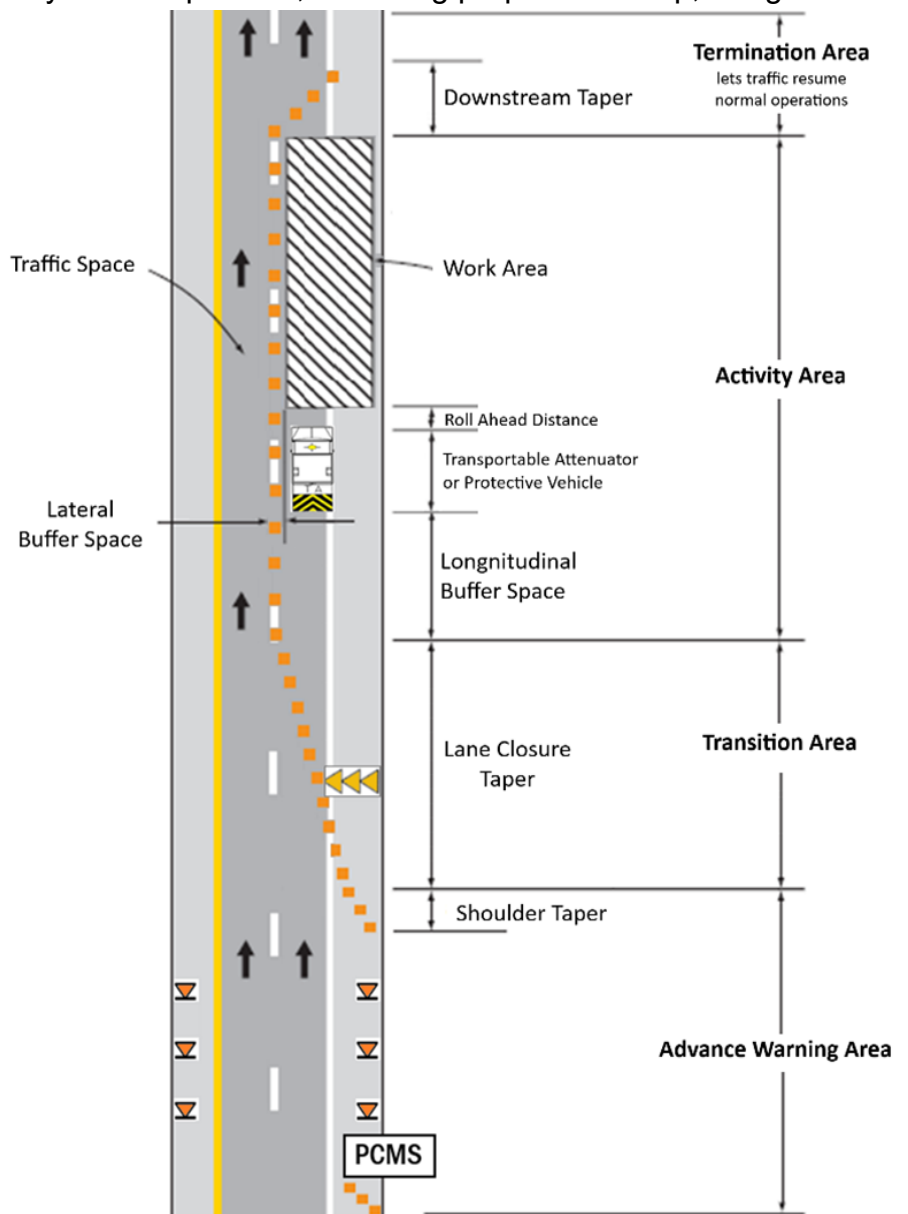 Termination Area
lets traffic resume
normal operations
Downstream Taper
Traffic Space
Work Area
Activity Area
Roll Ahead Distance
Transportable Attenuator
or Protective Vehicle
T A
Lateral
Buffer Space
Longnitudinal
Buffer Space
Lane Closure
Taper
Transition Area
Shoulder Taper
Advance Warning Area
PCMS